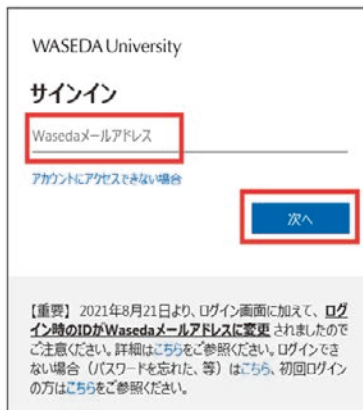 WASEDA University
サインイン
Wasedaメールアドレス
アカウントにアクセスできない場合
次へ
【重要】 2021年8月21日より、ログイン画面に加えて、ログ
イン時のIDがWasedaメールアドレスに変更 されましたので
ご注意ください。詳細はこちらをご参照ください。ログインでき
ない場合（パスワードを忘れた、等）はこちら、初回ログイン
の方はこちらをご参照ください。